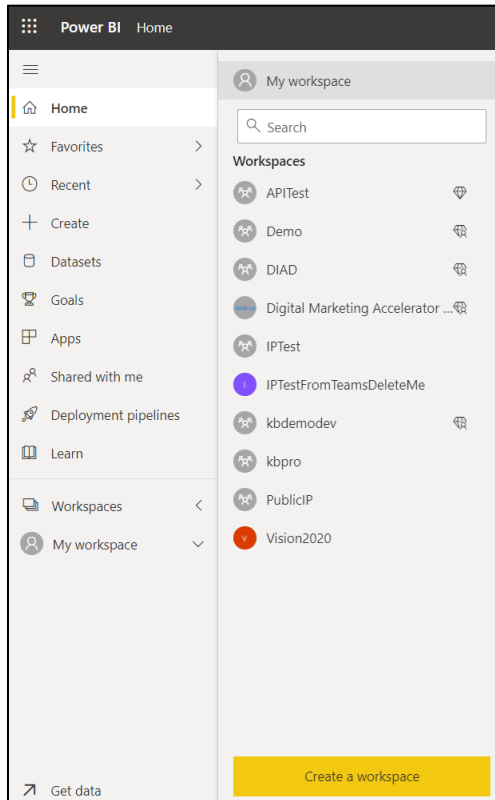 Power BI Home
Home
Favorites
Recent
Create
Datasets
Goals
Apps
Shared with me
Deployment pipelines
Learn
Workspaces
My workspace
Get data
My workspace
Search
Workspaces
APITest
Demo
DIAD
Digital Marketing Accelerator ...
IPTest
I
IPTestFromTeamsDeleteMe
kbdemodev
kbpro
PublicIP
V
Vision2020
Create a workspace